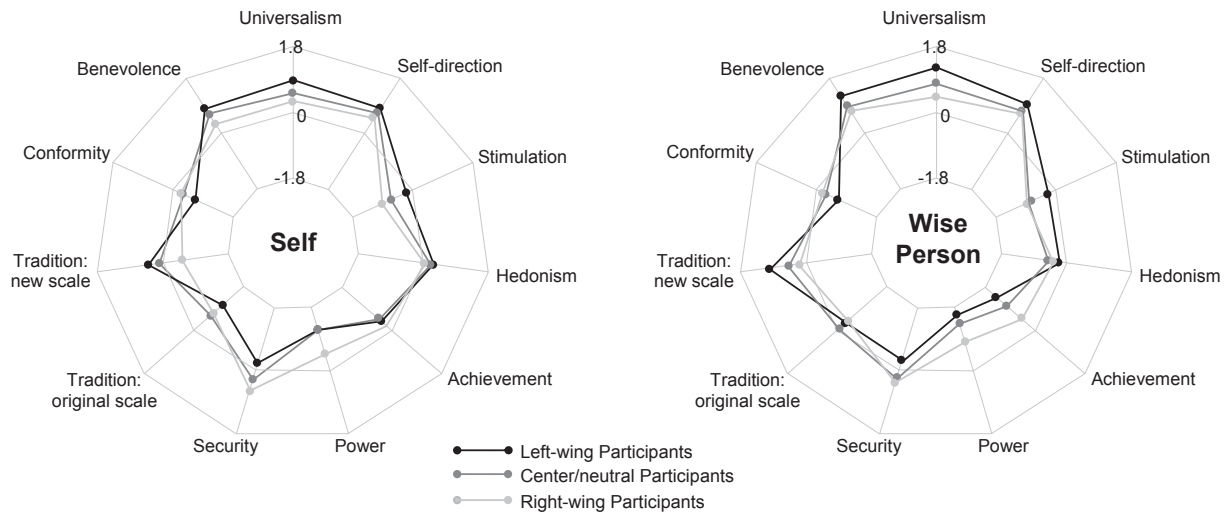 Universalism
1.8
Self-direction
Benevolence
0
Stimulation
Conformity
-1.8
Self
Tradition:
new scale
Hedonism
Tradition:
original scale
Achievement
Security
Power
Universalism
1.8
Self-direction
Benevolence
0
Stimulation
Conformity
-1.8
Wise
Person
Tradition:
new scale
Hedonism
Tradition:
original scale
Achievement
Security
Power
Left-wing Participants
Center/neutral Participants
Right-wing Participants